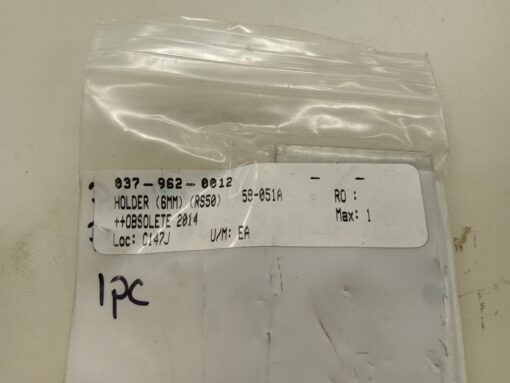 037-962-0012 - -
HOLDER (6MM) (RS50) 59-051A RO :
++OBSOLETE 2014 Max: 1
Loc: C147J U/M: EA
1pc